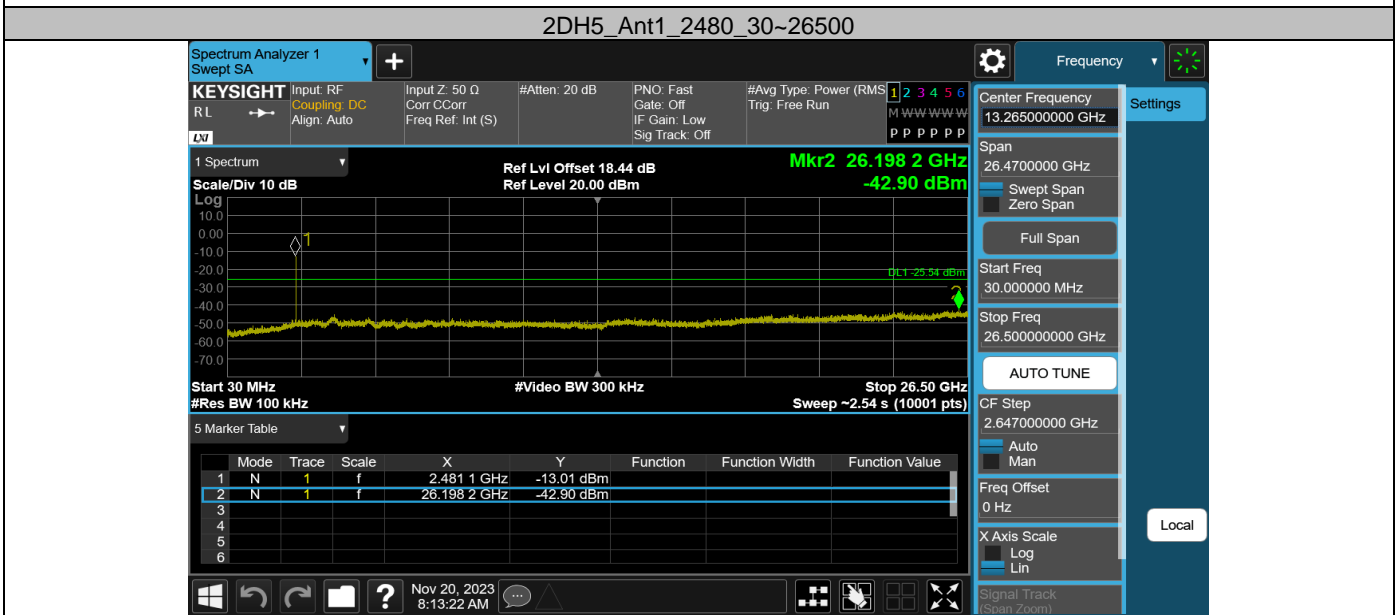 2DH5_Ant1_2480_30~26500
Spectrum Analyzer 1
Swept SA
Frequency
KEYSIGHT Input: RF Input Z: 50 Ω #Atten: 20 dB PNO: Fast #Avg Type: Power (RMS 1 2 3 4 5 6
R L Coupling: DC Corr CCorr Gate: Off Trig: Free Run M W W W W W
Align: Auto Freq Ref: Int (S) IF Gain: Low
LXI Sig Track: Off P P P P P P
1 Spectrum
Ref Lvl Offset 18.44 dB Mkr2 26.198 2 GHz
Scale/Div 10 dB Ref Level 20.00 dBm -42.90 dBm
Log
10.0
0.00
-10.0
-20.0
-30.0
-40.0
-50.0
-60.0
-70.0
1
DL1 -25.54 dBm
2
Start 30 MHz #Video BW 300 kHz Stop 26.50 GHz
#Res BW 100 kHz Sweep ~2.54 s (10001 pts)
5 Marker Table
Mode Trace Scale X Y Function Function Width Function Value
1 N 1 f 2.481 1 GHz -13.01 dBm
2 N 1 f 26.198 2 GHz -42.90 dBm
3
4
5
6
Nov 20, 2023
8:13:22 AM
Center Frequency
13.265000000 GHz
Settings
Span
26.4700000 GHz
Swept Span
Zero Span
Full Span
Start Freq
30.000000 MHz
Stop Freq
26.500000000 GHz
AUTO TUNE
CF Step
2.647000000 GHz
Auto
Man
Freq Offset
0 Hz
Local
X Axis Scale
Log
Lin
Signal Track
(Span Zoom)